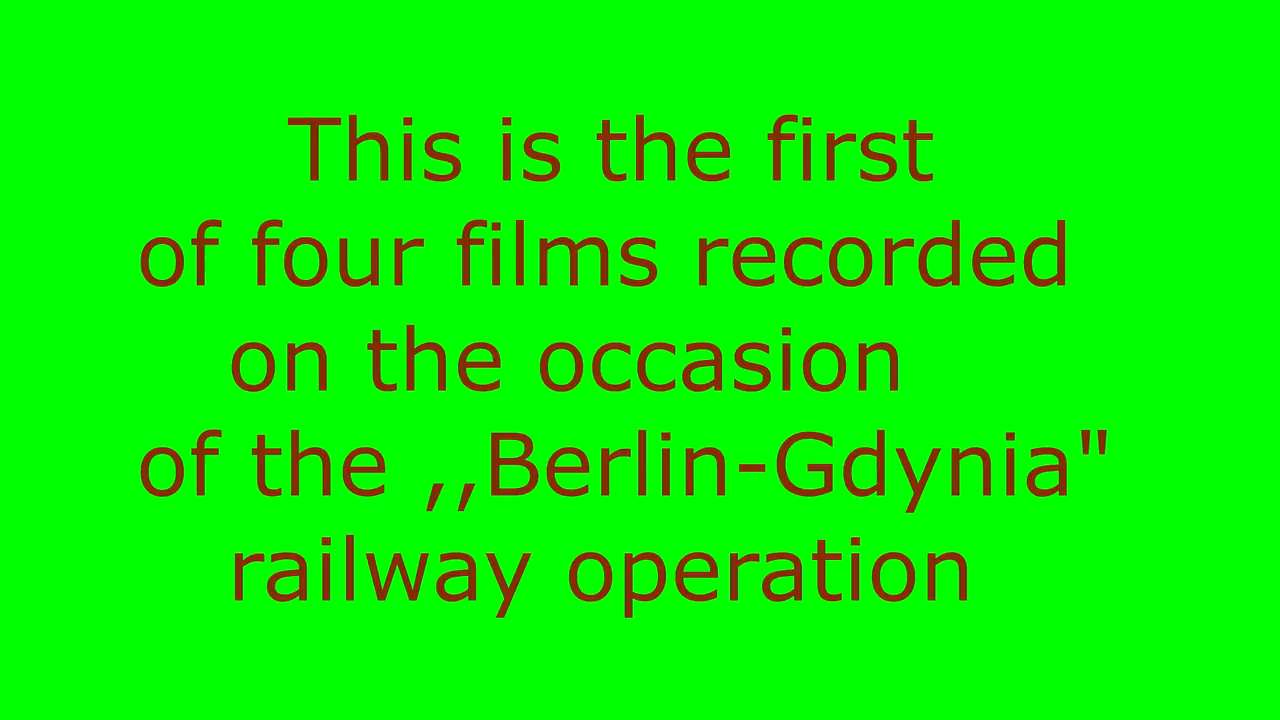 This is the first
of four films recorded
on the occasion
of the ,,Berlin-Gdynia"
railway operation